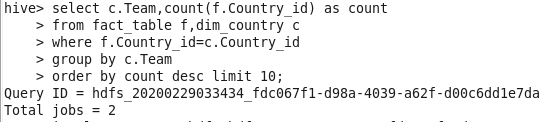 hive> select c.Team,count(f.Country_id) as count
> from fact_table f,dim_country c
> where f.Country_id=c.Country_id
> group by c.Team
> order by count desc limit 10;
Query ID = hdfs_20200229033434_fdc067f1-d98a-4039-a62f-d00c6dd1e7da
Total jobs = 2